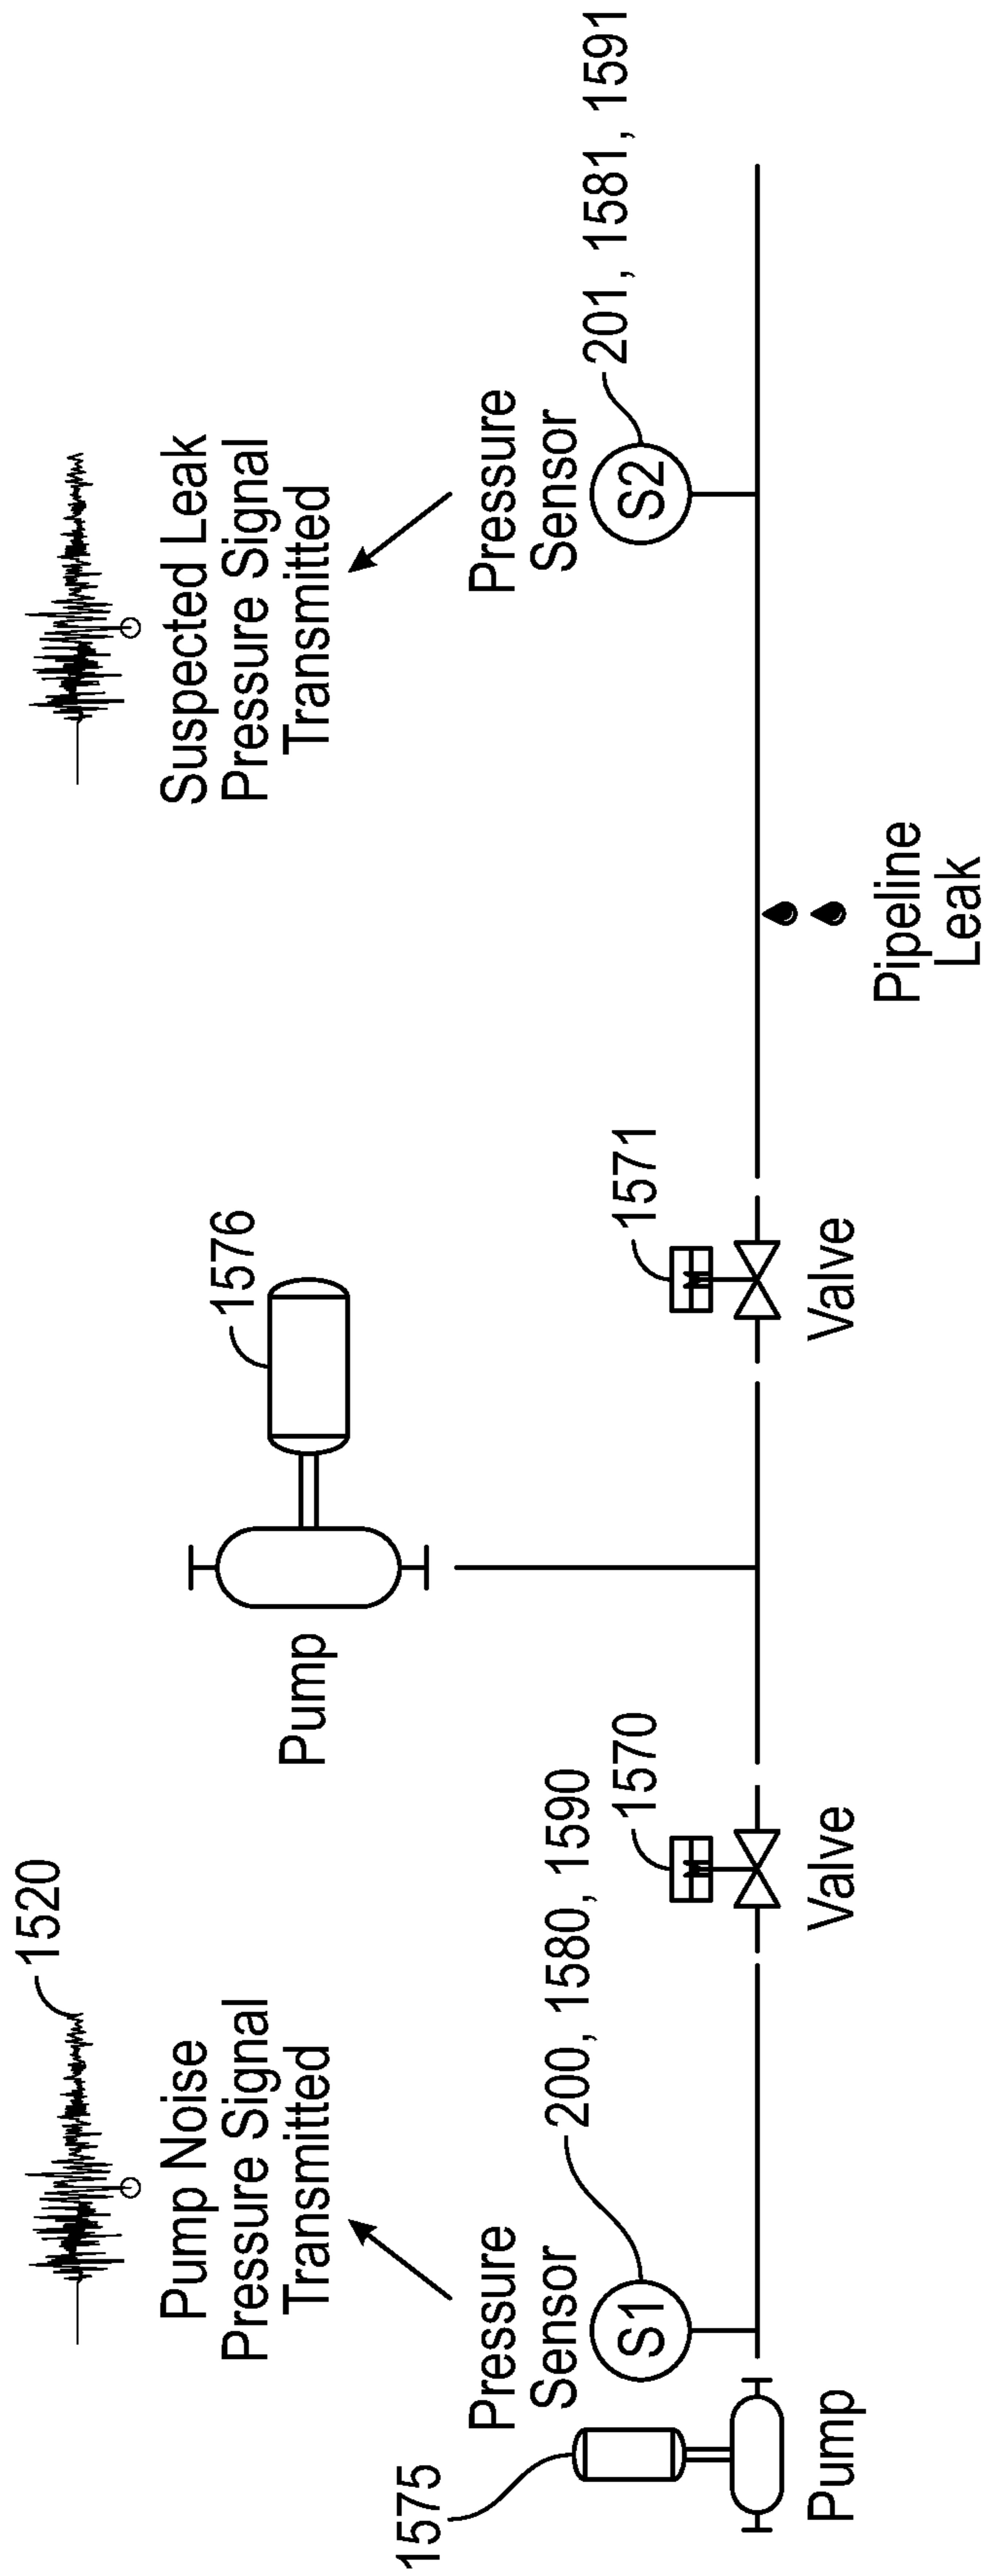 1520
Pump Noise
Pressure Signal
Transmitted
Suspected Leak
Pressure Signal
Transmitted
1576
Pump
1575
Pressure
Sensor
S1
200, 1580, 1590
1570
1571
Pressure
Sensor
S2
201, 1581, 1591
Pump
Valve
Valve
Pipeline
Leak